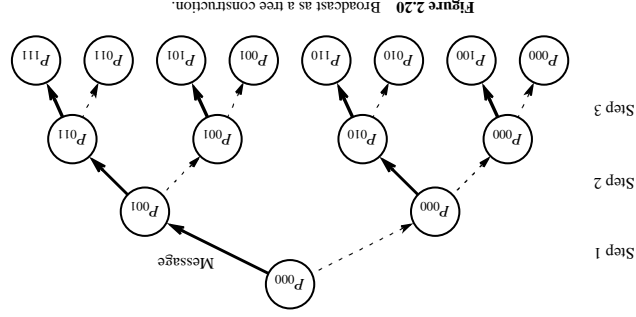 P000
Message
Step 1
P000 P001
Step 2
P000 P010 P001 P011
Step 3
P000 P100 P010 P110 P001 P101 P011 P111
Figure 2.20 Broadcast as a tree construction.